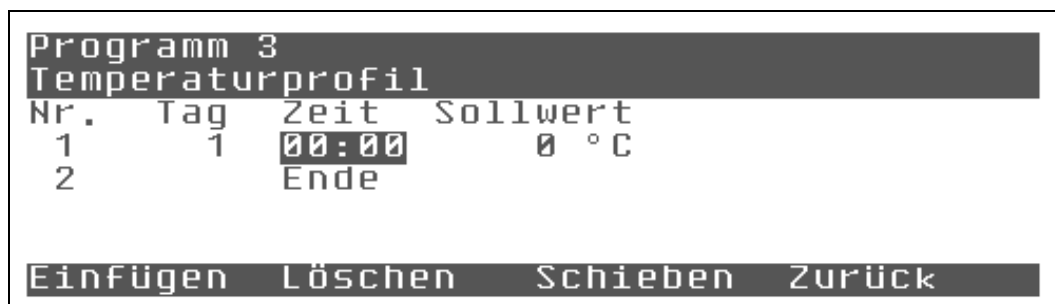 Programm 3
Temperaturprofil
Nr. Tag Zeit Sollwert
1 1 00:00 0 °C
2 Ende
Einfügen Löschen Schieben Zurück